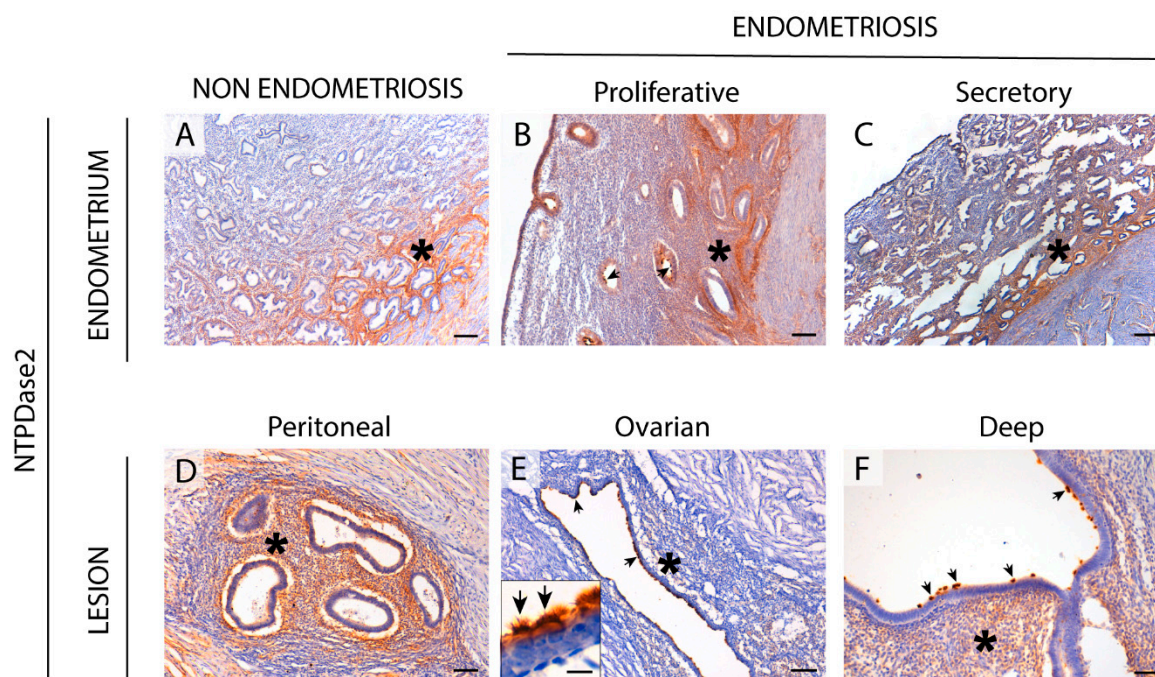 ENDOMETRIOSIS
NON ENDOMETRIOSIS
Proliferative
Secretory
A
B
C
ENDOMETRIUM
NTPDase2
Peritoneal
Ovarian
Deep
D
E
F
LESION